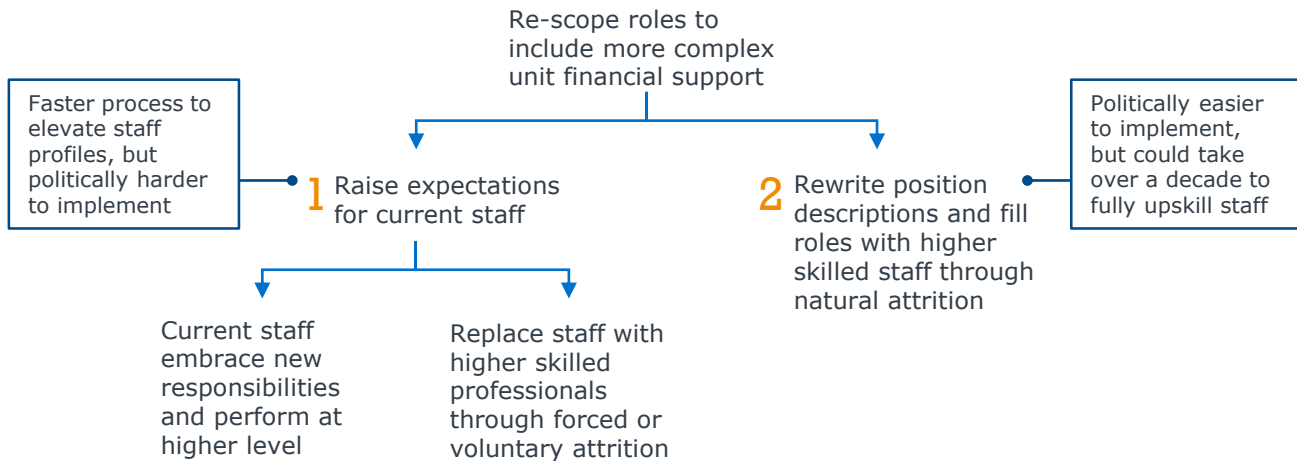 Re-scope roles to
include more complex
unit financial support
Faster process to
elevate staff
profiles, but
politically harder
to implement
1 Raise expectations
for current staff
2 Rewrite position
descriptions and fill
roles with higher
skilled staff through
natural attrition
Politically easier
to implement,
but could take
over a decade to
fully upskill staff
Current staff
embrace new
responsibilities
and perform at
higher level
Replace staff with
higher skilled
professionals
through forced or
voluntary attrition